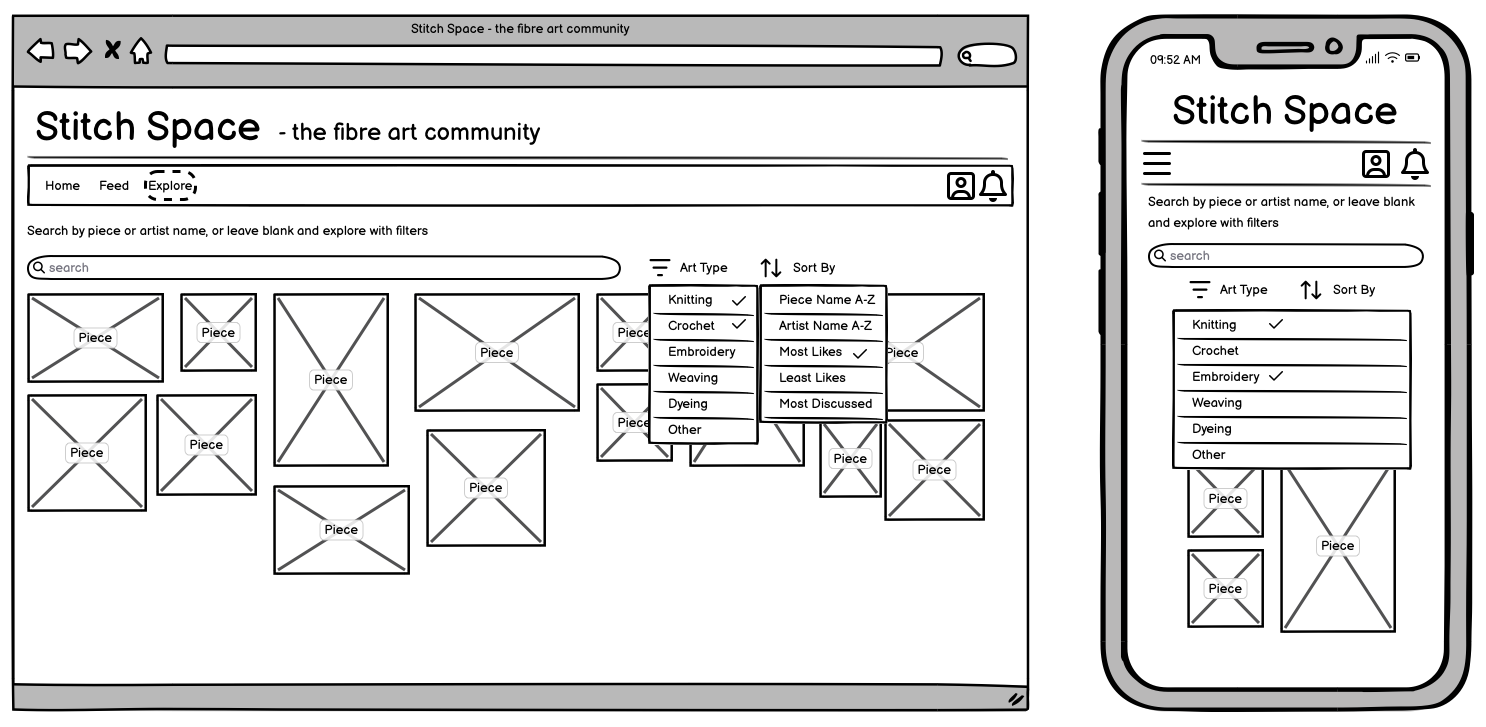 Stitch Space - the fibre art community
Stitch Space - the fibre art community
Home Feed Explore
Search by piece or artist name, or leave blank and explore with filters
search
Art Type
Sort By
Knitting
Crochet
Embroidery
Weaving
Dyeing
Other
Piece Name A-Z
Artist Name A-Z
Most Likes
Least Likes
Most Discussed
Piece
Piece
Piece
Piece
Piece
Piece
Piece
Piece
Piece
Piece
Piece
Piece
Piece
09:52 AM
Stitch Space
Search by piece or artist name, or leave blank
and explore with filters
search
Art Type
Sort By
Knitting
Crochet
Embroidery
Weaving
Dyeing
Other
Piece
Piece
Piece